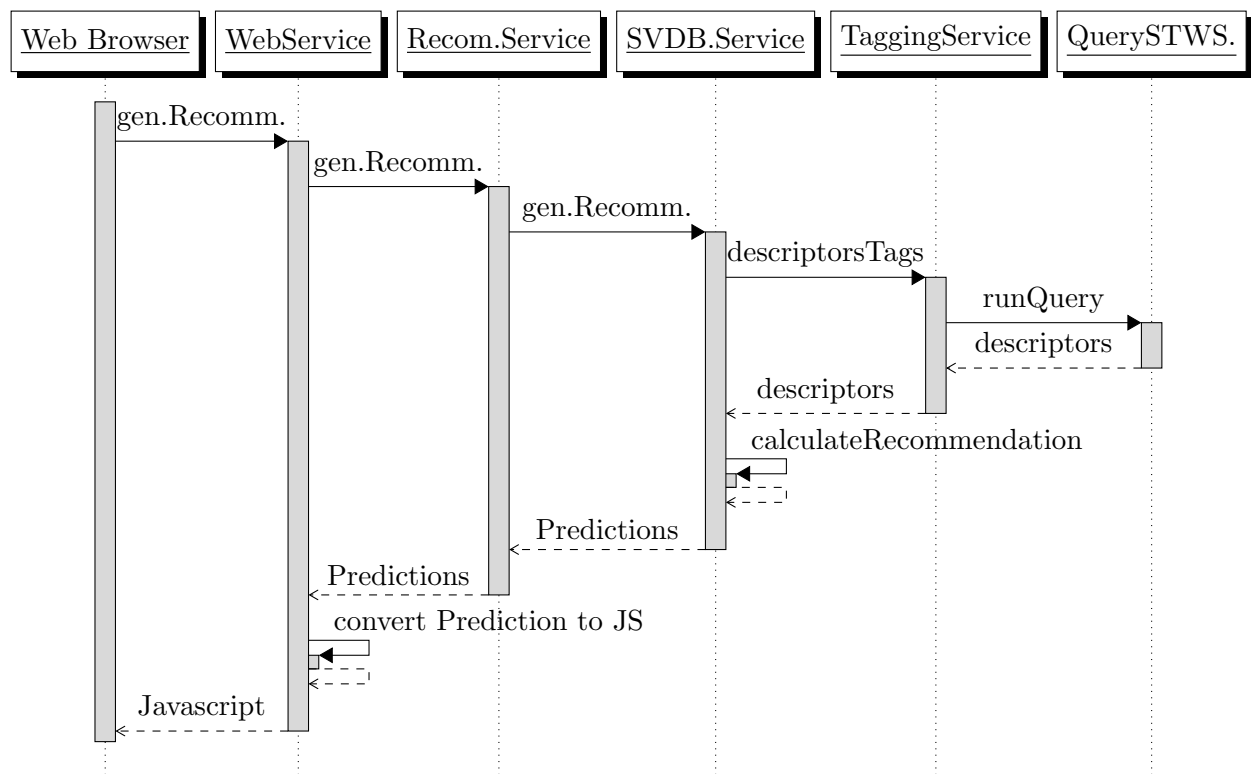 Web Browser
WebService
Recom.Service
SVDB.Service
TaggingService
QuerySTWS.
gen.Recomm.
gen.Recomm.
gen.Recomm.
descriptorsTags
runQuery
descriptors
descriptors
calculateRecommendation
Predictions
Predictions
convert Prediction to JS
Javascript